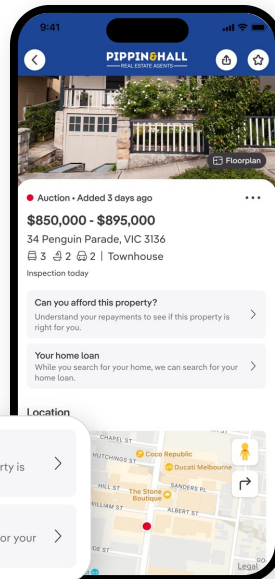 9:41
PIPPIN&HALL
REAL ESTATE AGENTS
Floorplan
Auction • Added 3 days ago
$850,000 - $895,000
34 Penguin Parade, VIC 3136
3 2 2 | Townhouse
Inspection today
Can you afford this property?
Understand your repayments to see if this property is
right for you.
Your home loan
While you search for your home, we can search for your
home loan.
Location
rty is
or your
CHAPEL ST
HUTCHINGS ST
Coco Republic
Ducati Melbourne
HILL ST
SANDERS PL
The Stone
Boutique
WILLIAM ST
ALBERT ST
DE ST
GO
Legal